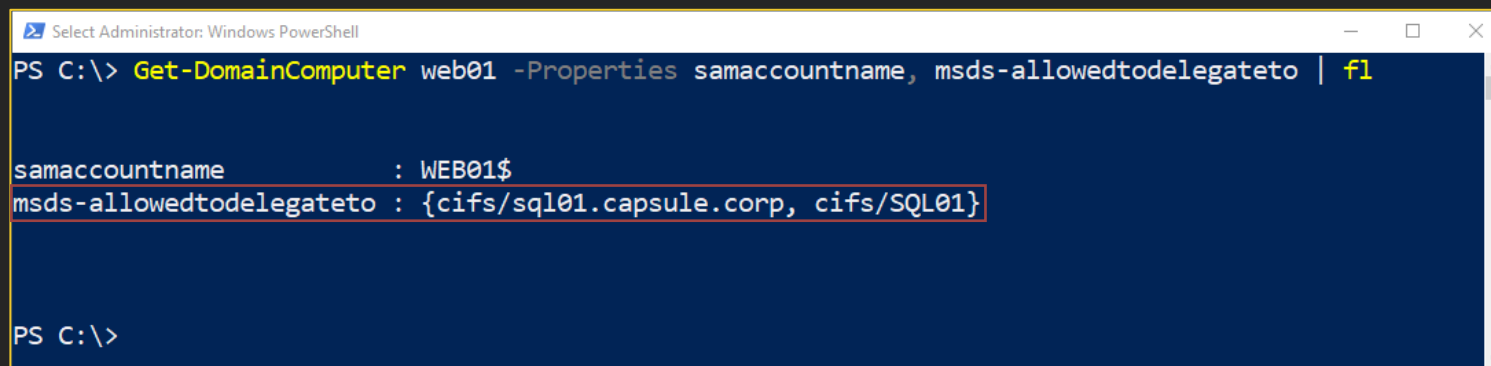 Select Administrator: Windows PowerShell
PS C:\> Get-DomainComputer web01 -Properties samaccountname, msds-allowedtodelegateto | fl
samaccountname           : WEB01$
msds-allowedtodelegateto : {cifs/sql01.capsule.corp, cifs/SQL01}
PS C:\>